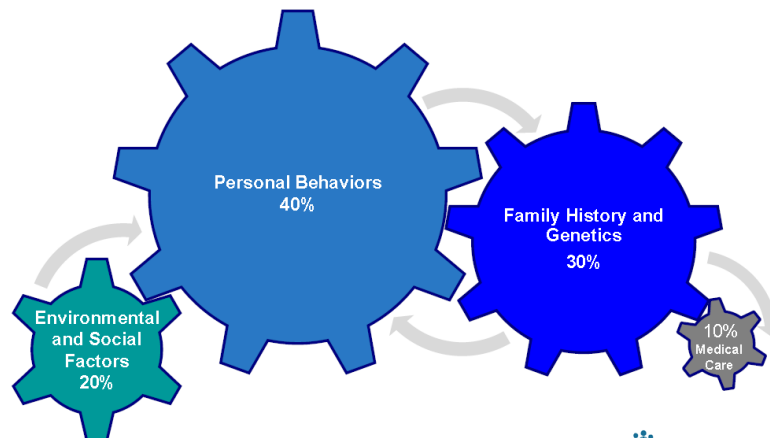 Personal Behaviors
40%
Family History and
Genetics
30%
Environmental
and Social
Factors
20%
10%
Medical
Care